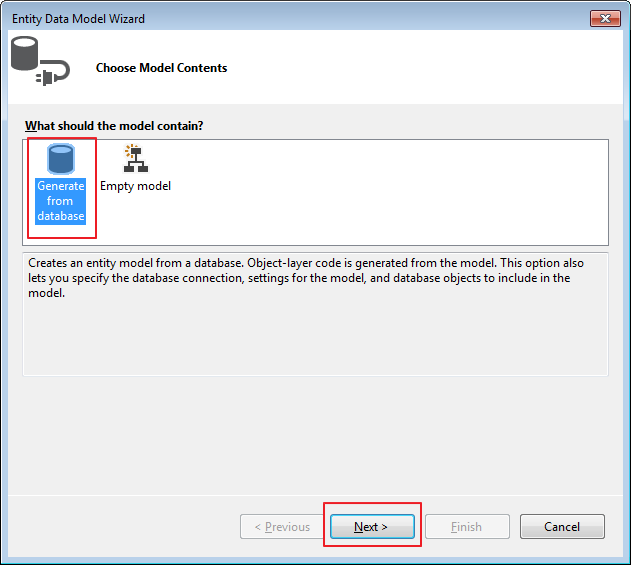 Entity Data Model Wizard
Choose Model Contents
What should the model contain?
Generate
from
database
Empty model
Creates an entity model from a database. Object-layer code is generated from the model. This option also
lets you specify the database connection, settings for the model, and database objects to include in the
model.
< Previous
Next >
Finish
Cancel